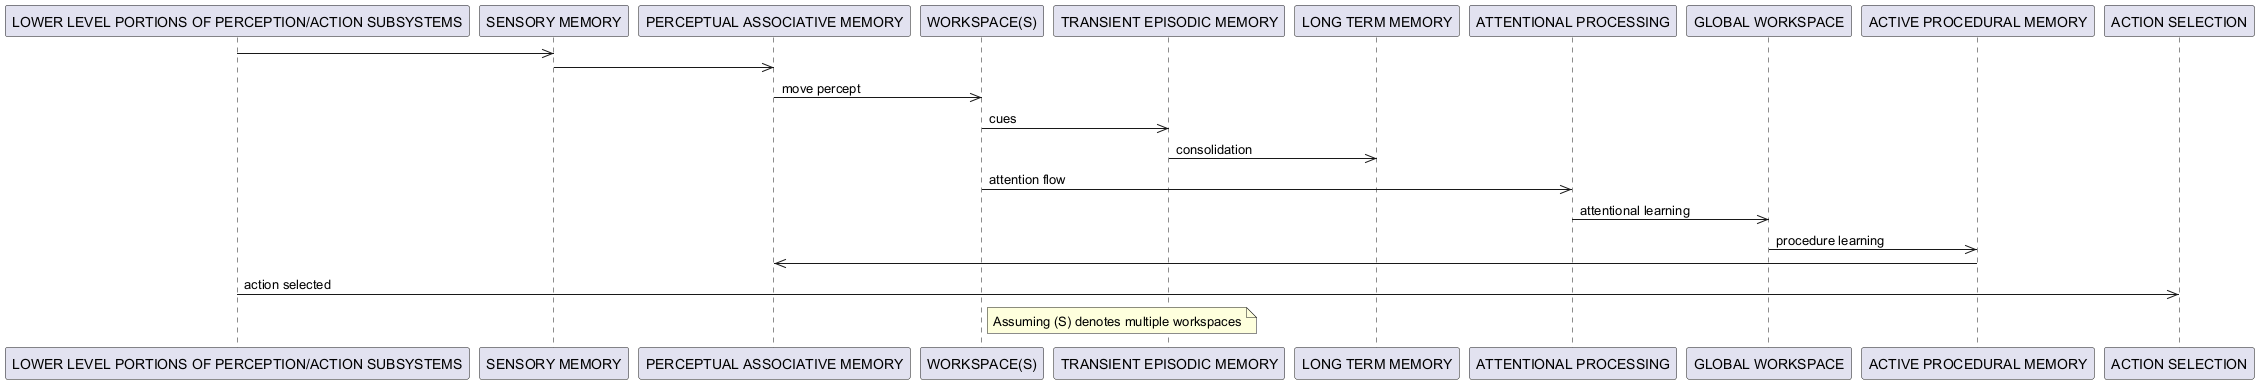 LOWER LEVEL PORTIONS OF PERCEPTION/ACTION SUBSYSTEMS
SENSORY MEMORY
PERCEPTUAL ASSOCIATIVE MEMORY
WORKSPACE(S)
TRANSIENT EPISODIC MEMORY
LONG TERM MEMORY
ATTENTIONAL PROCESSING
GLOBAL WORKSPACE
ACTIVE PROCEDURAL MEMORY
ACTION SELECTION
move percept
cues
consolidation
attention flow
attentional learning
procedure learning
action selected
Assuming (S) denotes multiple workspaces
LOWER LEVEL PORTIONS OF PERCEPTION/ACTION SUBSYSTEMS
SENSORY MEMORY
PERCEPTUAL ASSOCIATIVE MEMORY
WORKSPACE(S)
TRANSIENT EPISODIC MEMORY
LONG TERM MEMORY
ATTENTIONAL PROCESSING
GLOBAL WORKSPACE
ACTIVE PROCEDURAL MEMORY
ACTION SELECTION